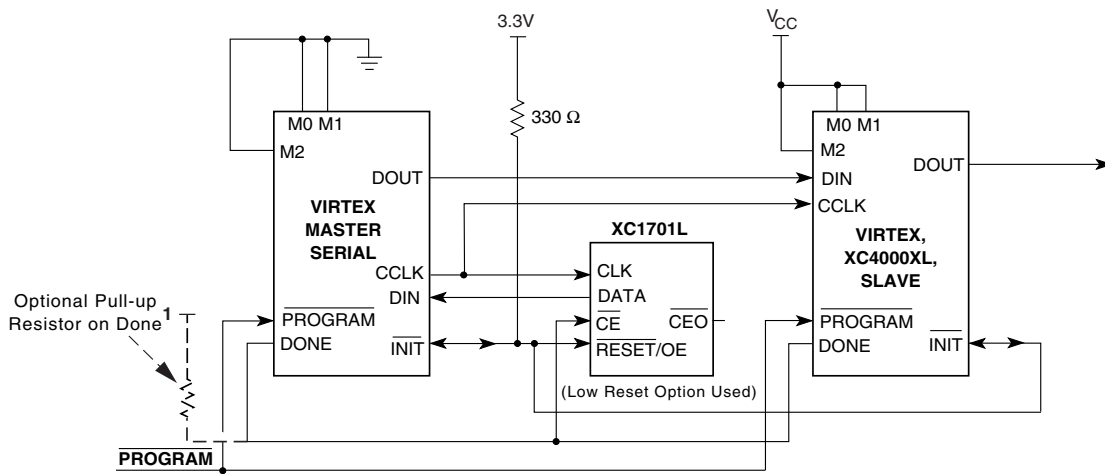 3.3V
VCC
330 Ω
M0 M1
M2
DOUT
VIRTEX
MASTER
SERIAL
CCLK
DIN
PROGRAM
DONE
INIT
Optional Pull-up
Resistor on Done1
XC1701L
CLK
DATA
CE
CEO
RESET/OE
(Low Reset Option Used)
M0 M1
M2
DOUT
DIN
CCLK
VIRTEX,
XC4000XL,
SLAVE
PROGRAM
DONE
INIT
PROGRAM